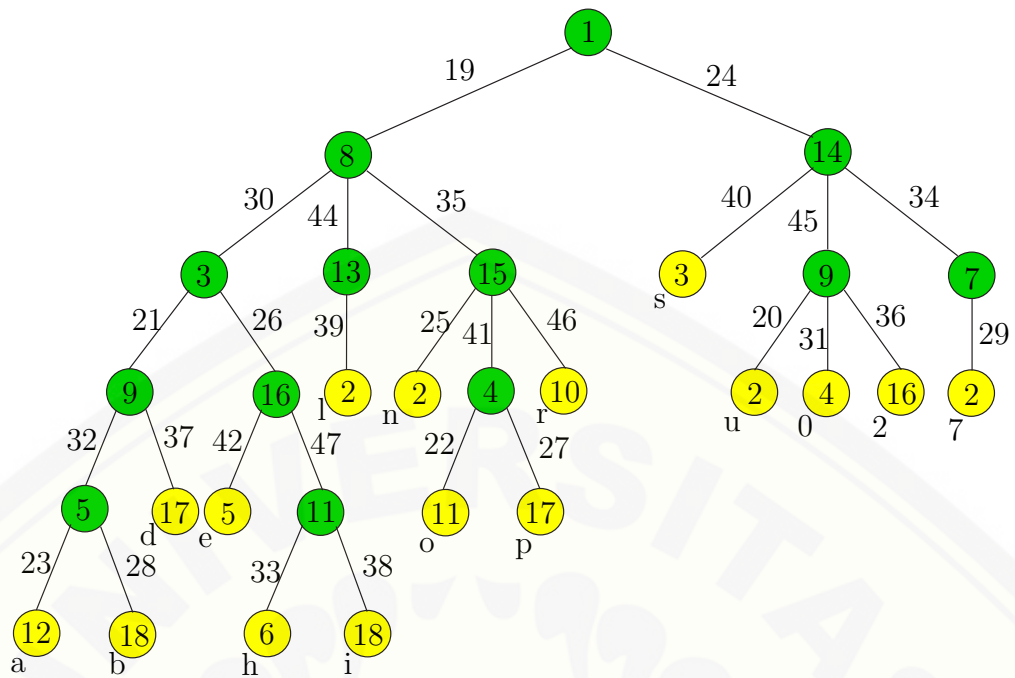 1
19 24
8 14
30 44 35 40 45 34
3 13 15 3 9 7
s
21 26 39 25 41 46 20 31 36 29
9 16 2 2 4 10 2 4 16 2
l n r u 0 2 7
32 37 42 47 22 27
5 17 5 11 11 17
d e o p
23 28 33 38
12 18 6 18
a b h i
UNIVERSITAS